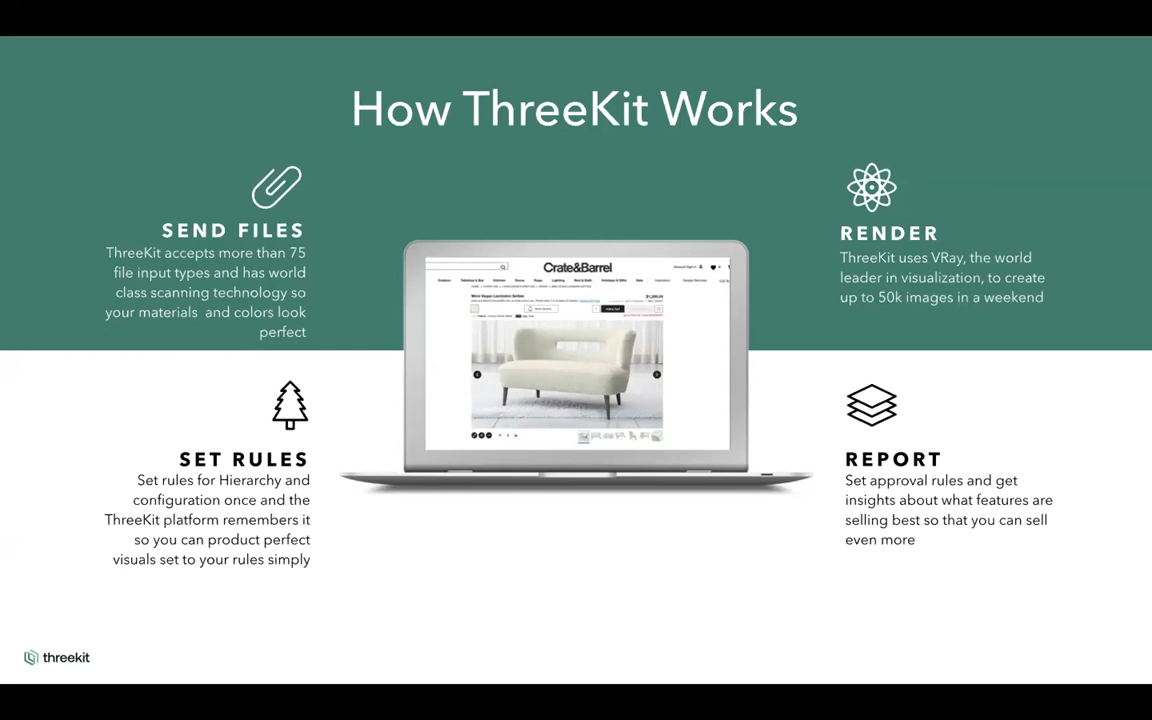 How ThreeKit Works
SEND FILES
ThreeKit accepts more than 75
file input types and has world
class scanning technology so
your materials  and colors look
perfect
RENDER
ThreeKit uses VRay, the world
leader in visualization, to create
up to 50k images in a weekend
Crate&Barrel
SET RULES
Set rules for Hierarchy and
configuration once and the
ThreeKit platform remembers it
so you can product perfect
visuals set to your rules simply
REPORT
Set approval rules and get
insights about what features are
selling best so that you can sell
even more
threekit